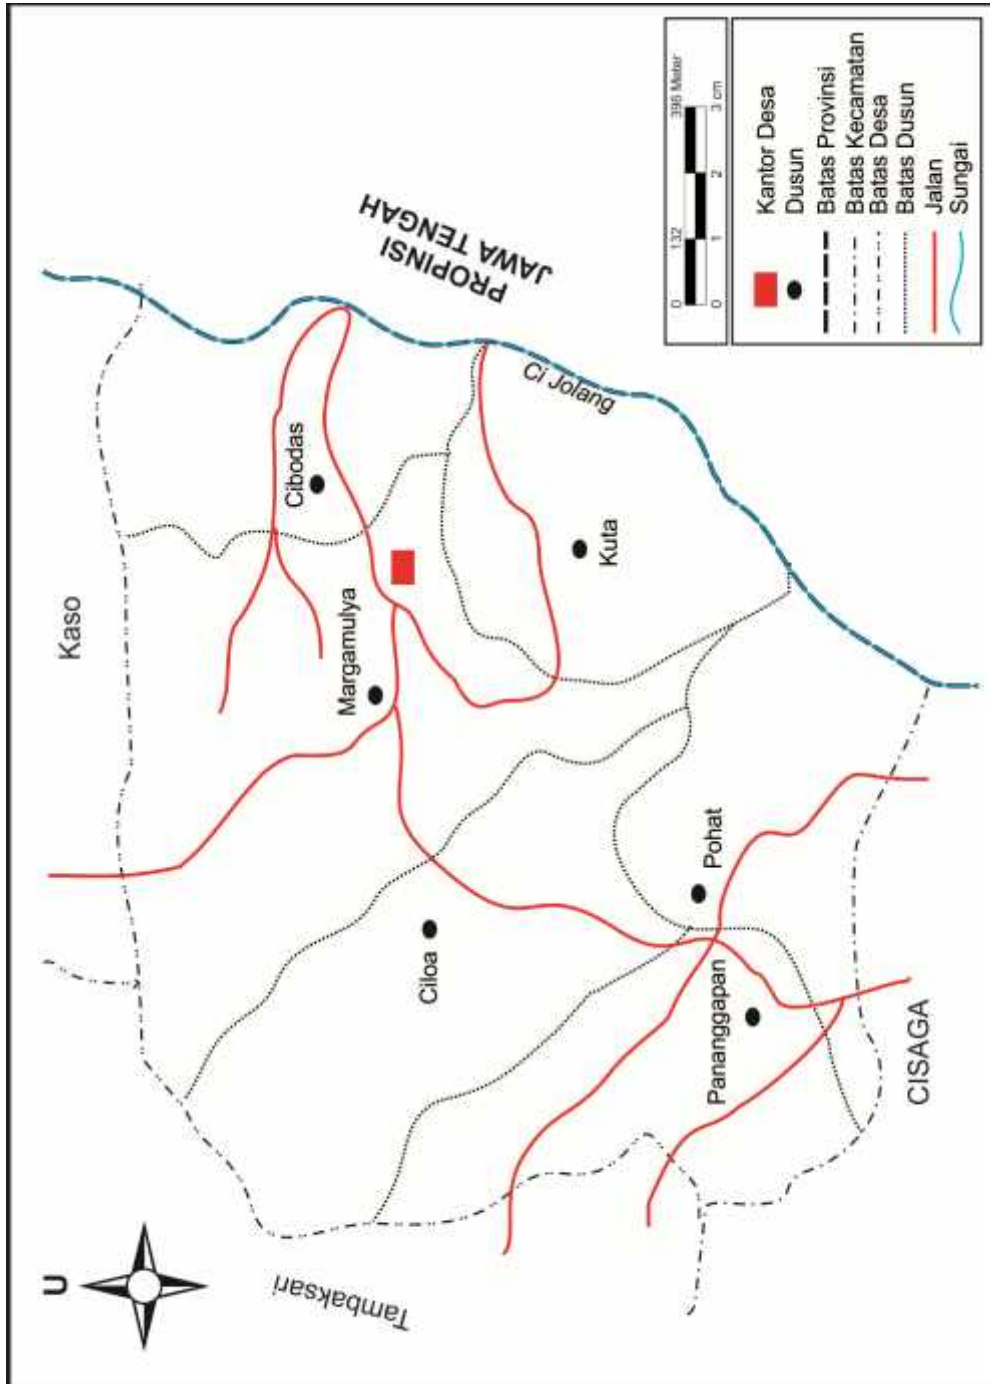 U
Kaso
Tambaksari
PROPINSI
JAWA TENGAH
Cibodas
Margamulya
Ci Jolang
Kuta
Ciloa
Pohat
Pananggapan
CISAGA
0 132 396 Meter
0 1 2 3 cm
Kantor Desa
Dusun
Batas Provinsi
Batas Kecamatan
Batas Desa
Batas Dusun
Jalan
Sungai